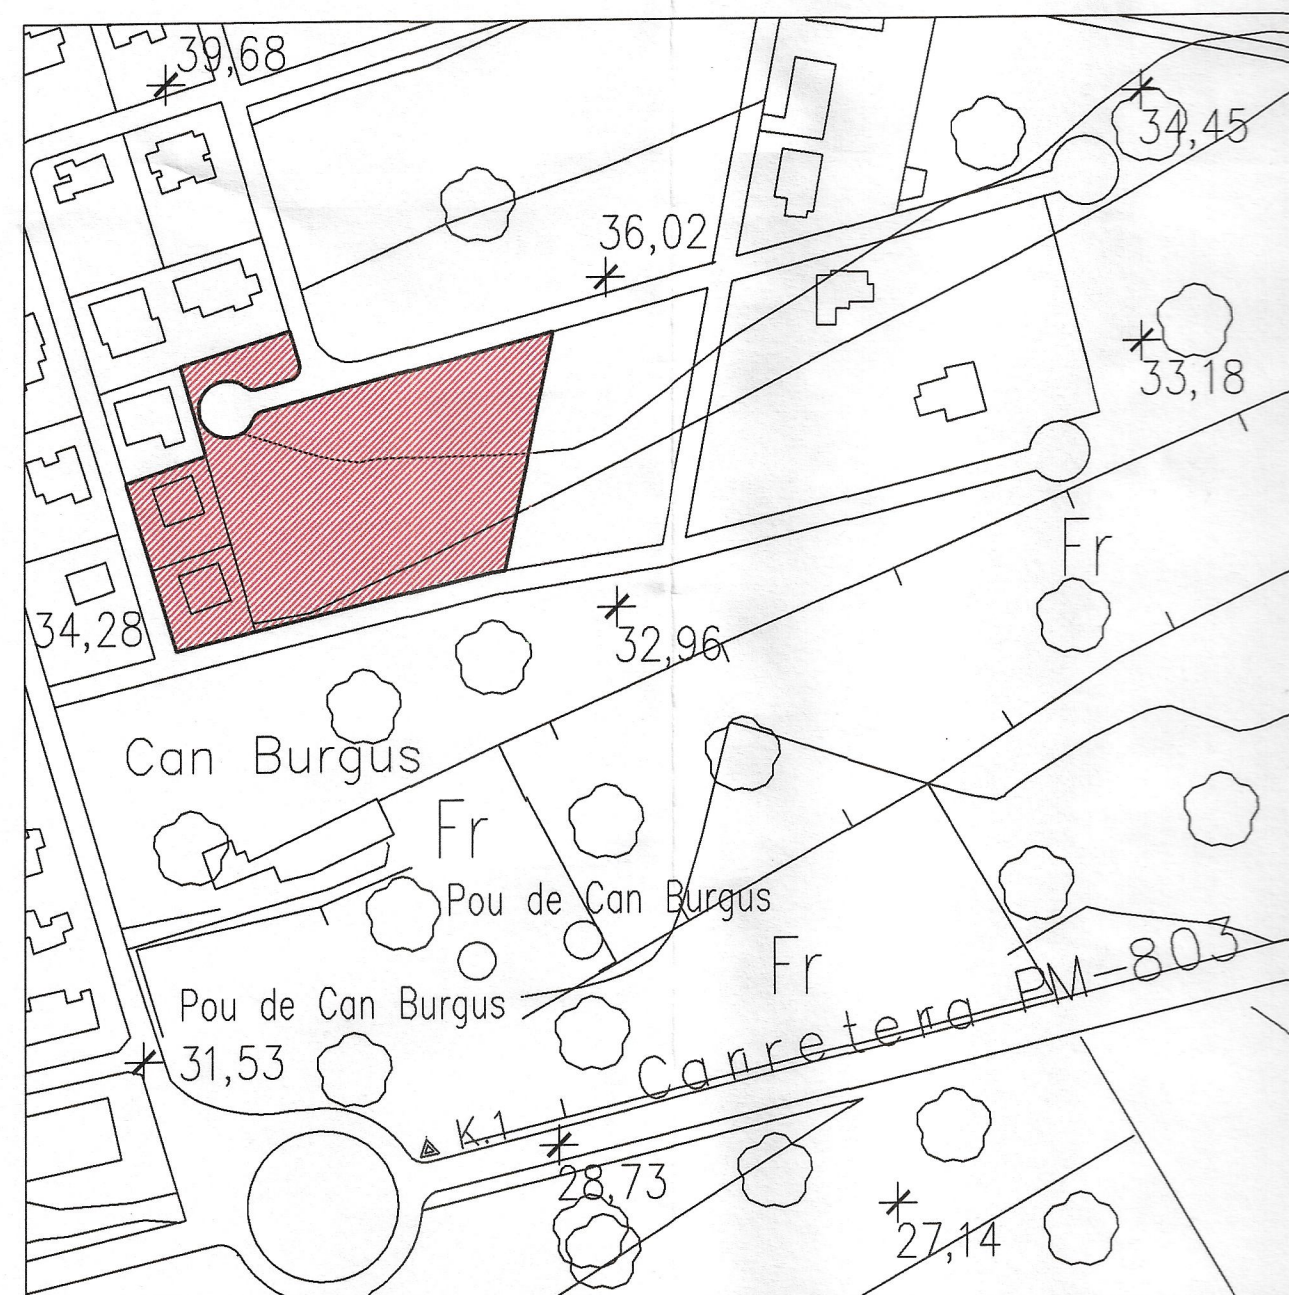 39,68
34,45
36,02
33,18
Fr
34,28
32,96
Can Burgus
Fr
Pou de Can Burgus
Fr
Carretera PM-803
Pou de Can Burgus
31,53
K.1
28,73
27,14